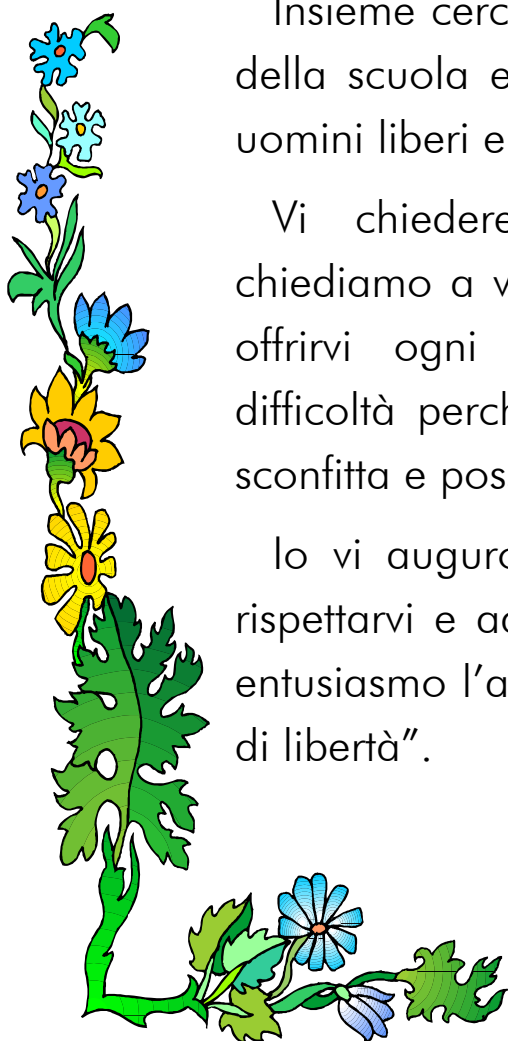 Insieme cerc
della scuola e
uomini liberi e
Vi chiedere
chiediamo a v
offrirvi ogni
difficoltà perch
sconfitta e pos
Io vi auguro
rispettarvi e ac
entusiasmo l'a
di libertà”.